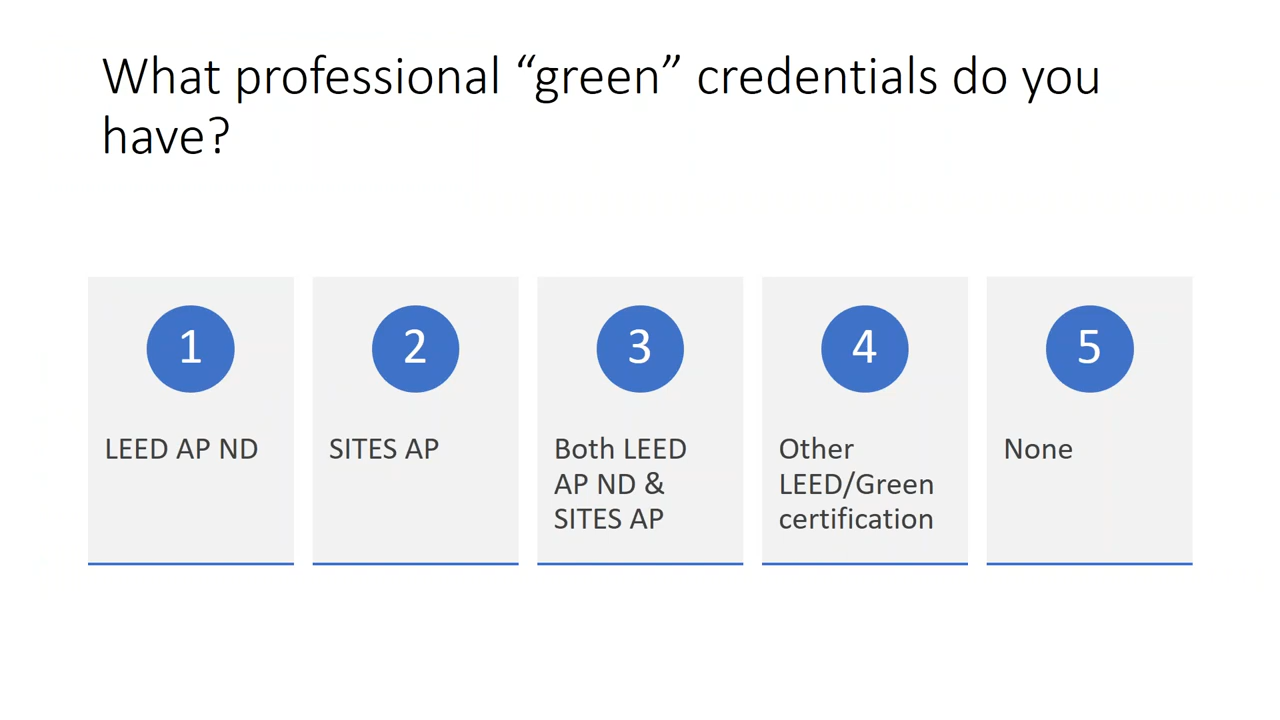 What professional “green” credentials do you
have?
1
LEED AP ND
2
SITES AP
3
Both LEED
AP ND &
SITES AP
4
Other
LEED/Green
certification
5
None